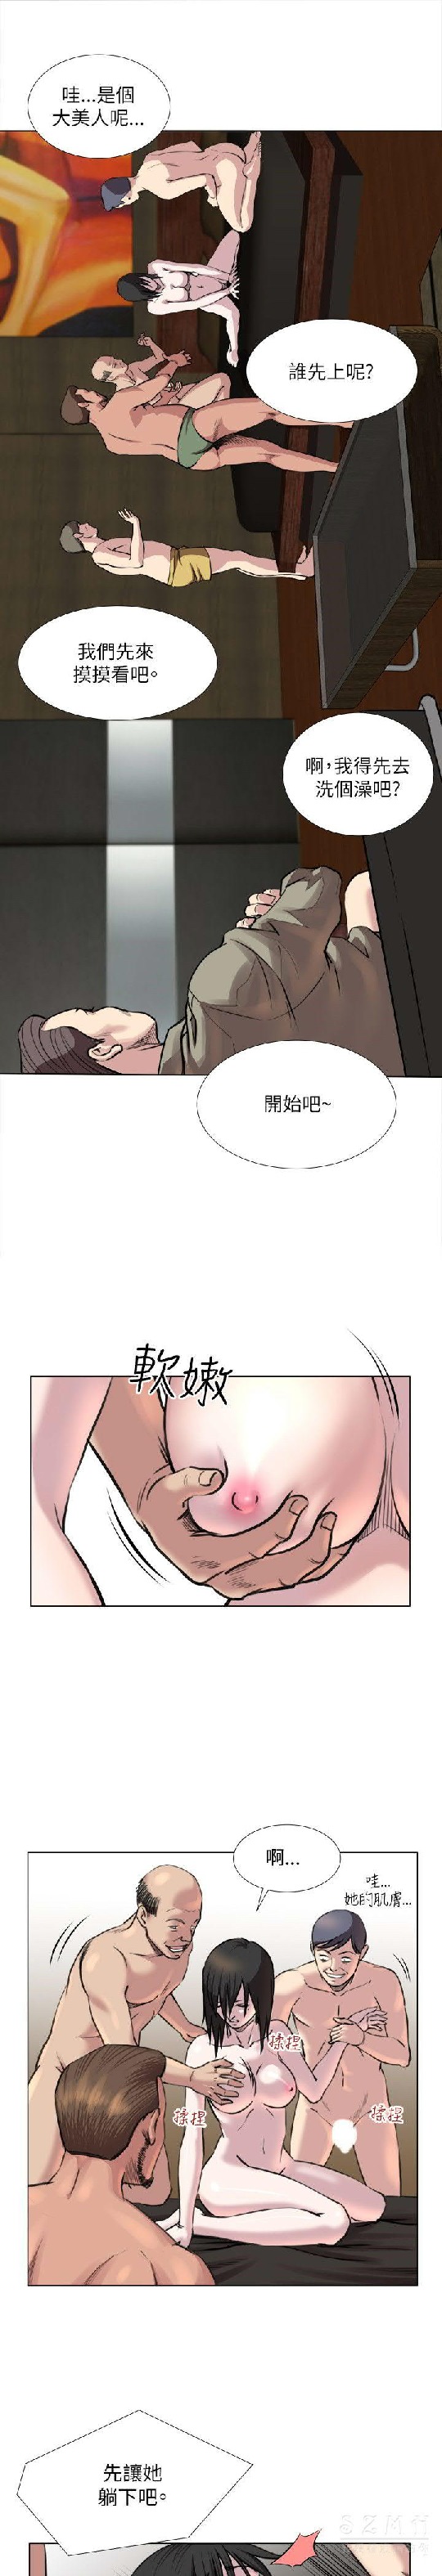 哇...是個
大美人呢...
誰先上呢?
我們先來
摸摸看吧。
啊,我得先去
洗個澡吧?
開始吧~
軟嫩
啊...
哇...
她的肌膚...
揉捏
揉捏
揉捏
先讓她
躺下吧。